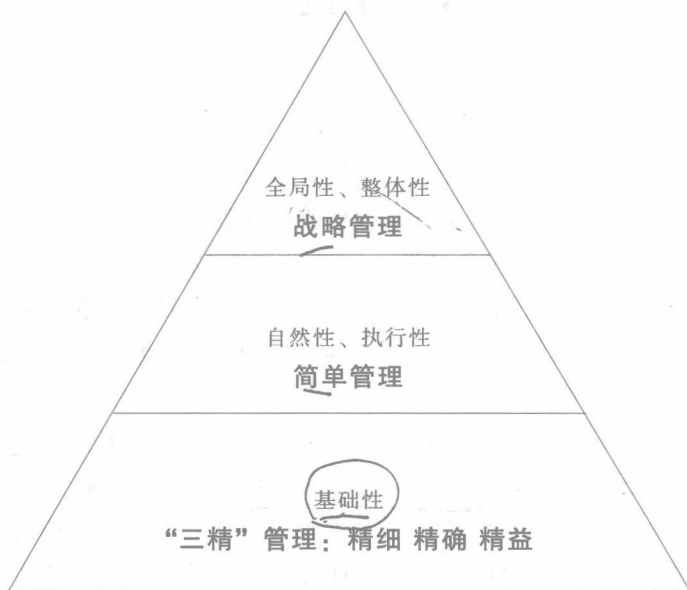 全局性、整体性
战略管理
自然性、执行性
简单管理
基础性
“三精”管理：精细 精确 精益